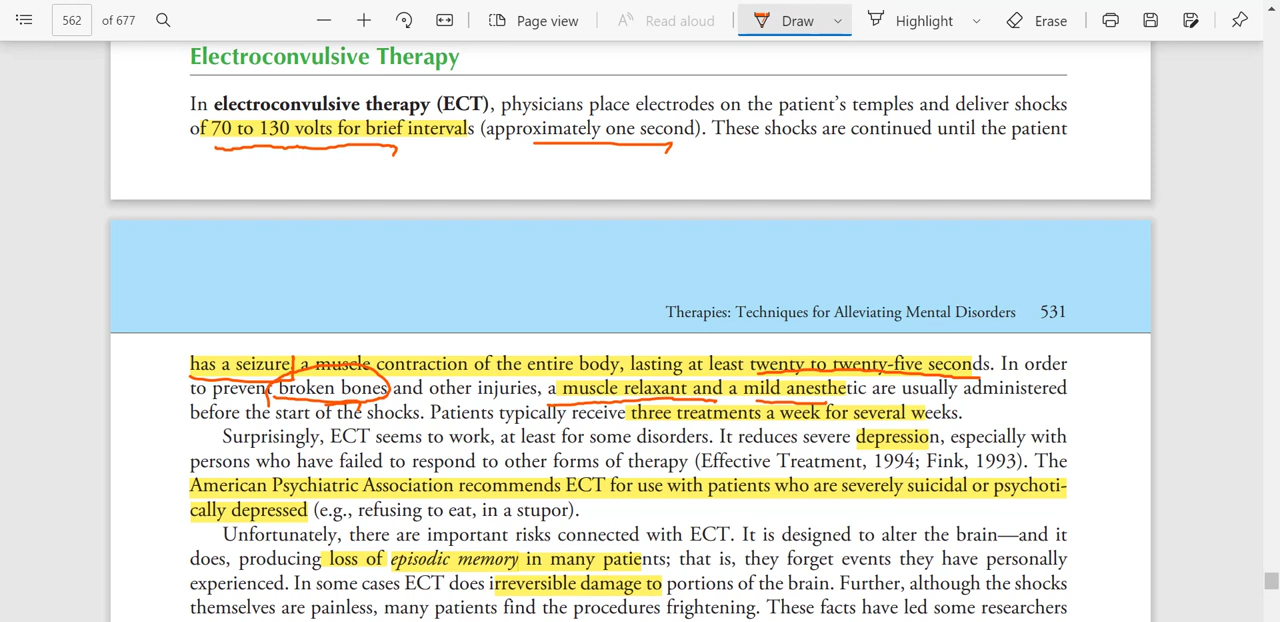 562 of 677 Page view Read aloud Draw Highlight Erase
Electroconvulsive Therapy
In electroconvulsive therapy (ECT), physicians place electrodes on the patient's temples and deliver shocks
of 70 to 130 volts for brief intervals (approximately one second). These shocks are continued until the patient
Therapies: Techniques for Alleviating Mental Disorders 531
has a seizure, a muscle contraction of the entire body, lasting at least twenty to twenty-five seconds. In order
to prevent broken bones and other injuries, a muscle relaxant and a mild anesthetic are usually administered
before the start of the shocks. Patients typically receive three treatments a week for several weeks.
Surprisingly, ECT seems to work, at least for some disorders. It reduces severe depression, especially with
persons who have failed to respond to other forms of therapy (Effective Treatment, 1994; Fink, 1993). The
American Psychiatric Association recommends ECT for use with patients who are severely suicidal or psychoti-
cally depressed (e.g., refusing to eat, in a stupor).
Unfortunately, there are important risks connected with ECT. It is designed to alter the brain—and it
does, producing loss of episodic memory in many patients; that is, they forget events they have personally
experienced. In some cases ECT does irreversible damage to portions of the brain. Further, although the shocks
themselves are painless, many patients find the procedures frightening. These facts have led some researchers